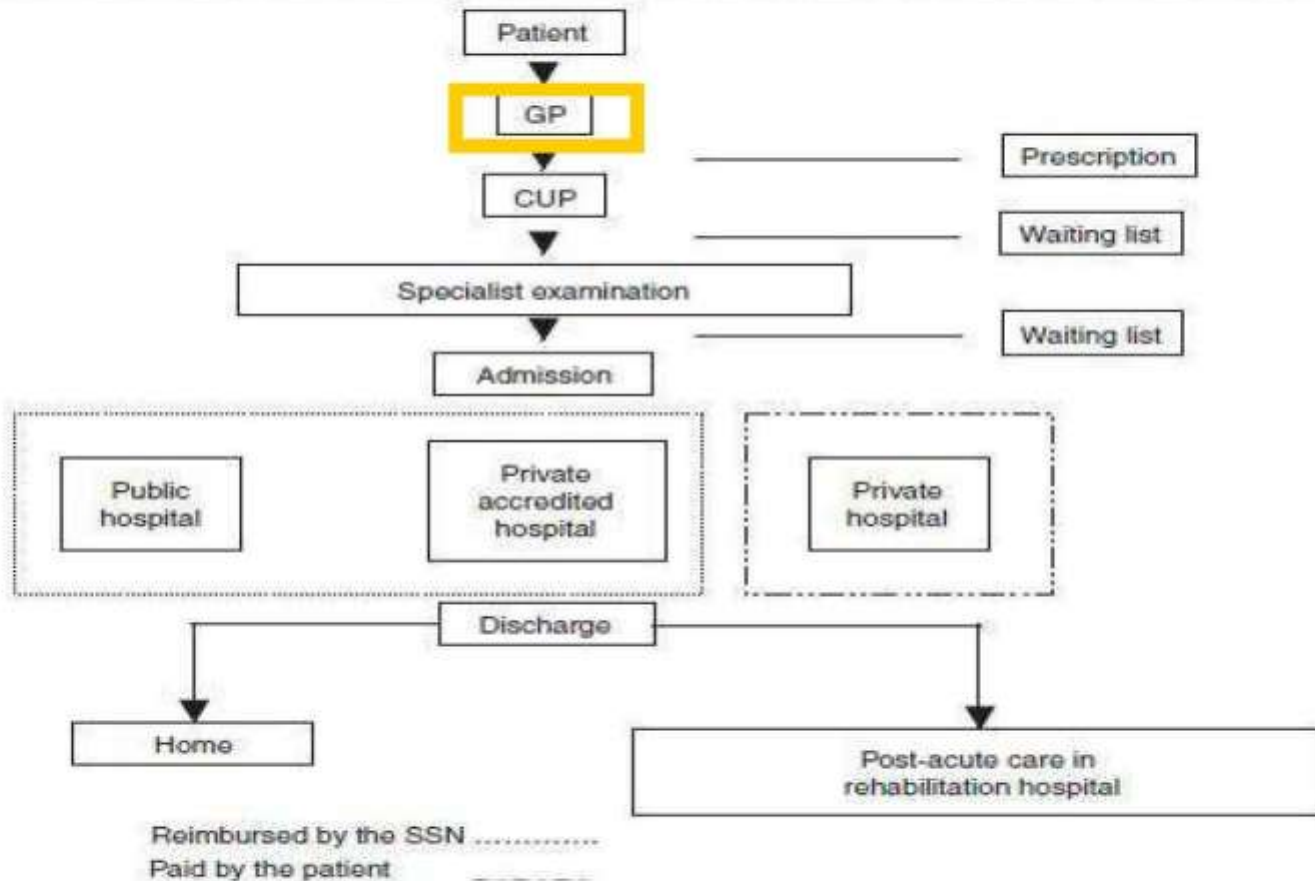 Patient
GP
Prescription
CUP
Waiting list
Specialist examination
Waiting list
Admission
Public
hospital
Private
accredited
hospital
Private
hospital
Discharge
Home
Post-acute care in
rehabilitation hospital
Reimbursed by the SSN .............
Paid by the patient